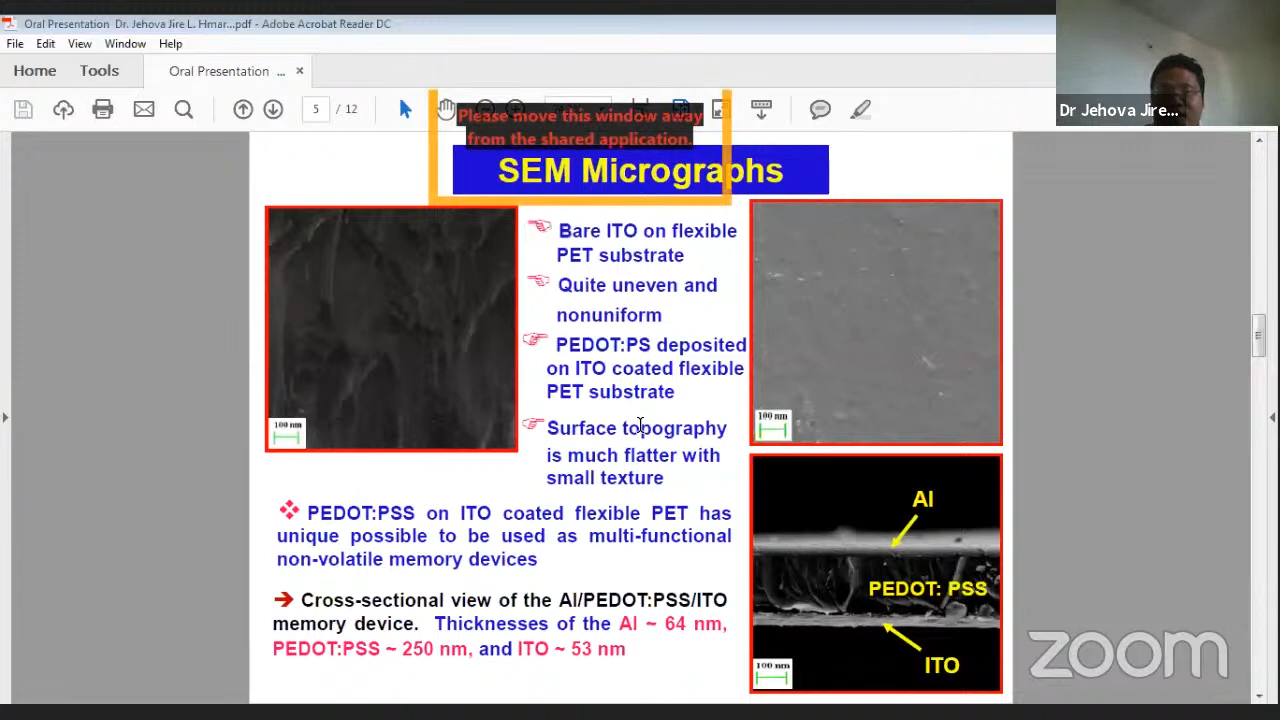 Oral Presentation Dr. Jehova Jire L. Hmar...pdf - Adobe Acrobat Reader DC
File Edit View Window Help
Home Tools Oral Presentation ... ×
5 / 12
Please move this window away
from the shared application.
Dr Jehova Jire...
SEM Micrographs
Bare ITO on flexible
PET substrate
Quite uneven and
nonuniform
PEDOT:PS deposited
on ITO coated flexible
PET substrate
Surface topography
is much flatter with
small texture
100 nm
100 nm
PEDOT:PSS on ITO coated flexible PET has
unique possible to be used as multi-functional
non-volatile memory devices
➔ Cross-sectional view of the Al/PEDOT:PSS/ITO
memory device. Thicknesses of the Al ~ 64 nm,
PEDOT:PSS ~ 250 nm, and ITO ~ 53 nm
Al
PEDOT: PSS
ITO
100 nm
zoom